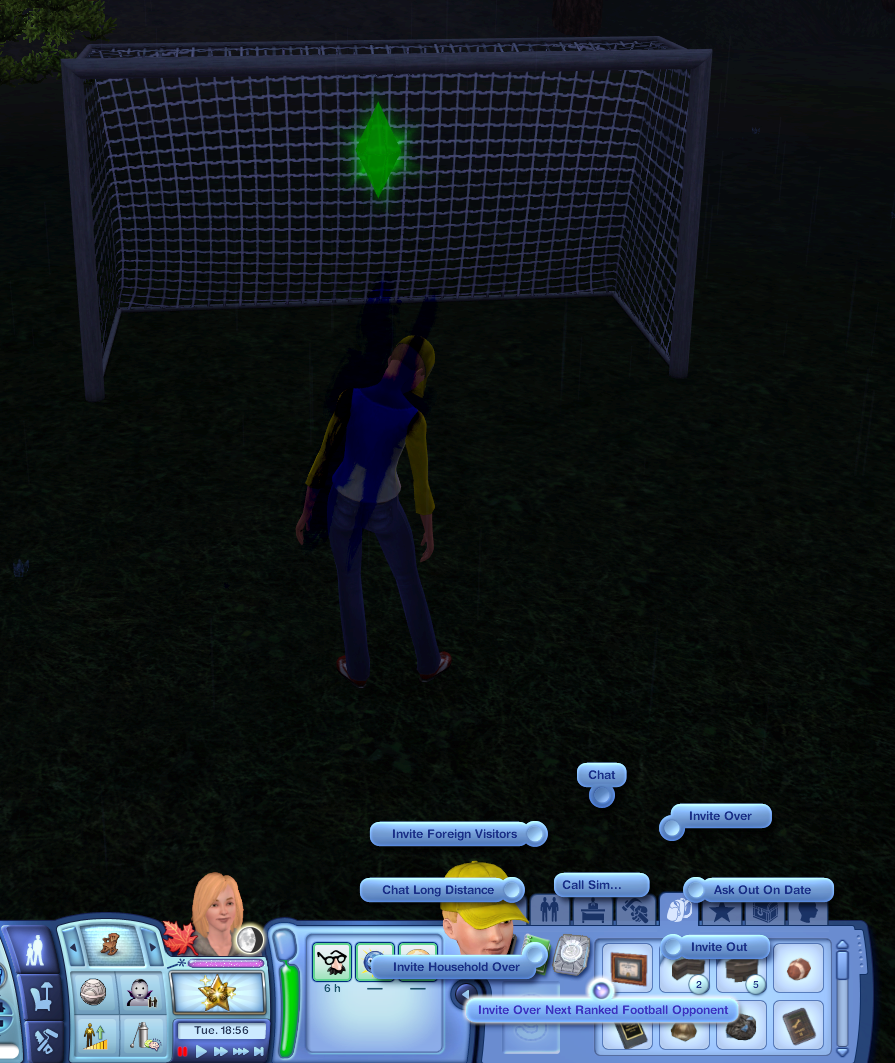 Chat
Invite Over
Invite Foreign Visitors
Call Sim...
Chat Long Distance
Ask Out On Date
Invite Out
Invite Household Over
6 h
2
5
Invite Over Next Ranked Football Opponent
Tue. 18:56